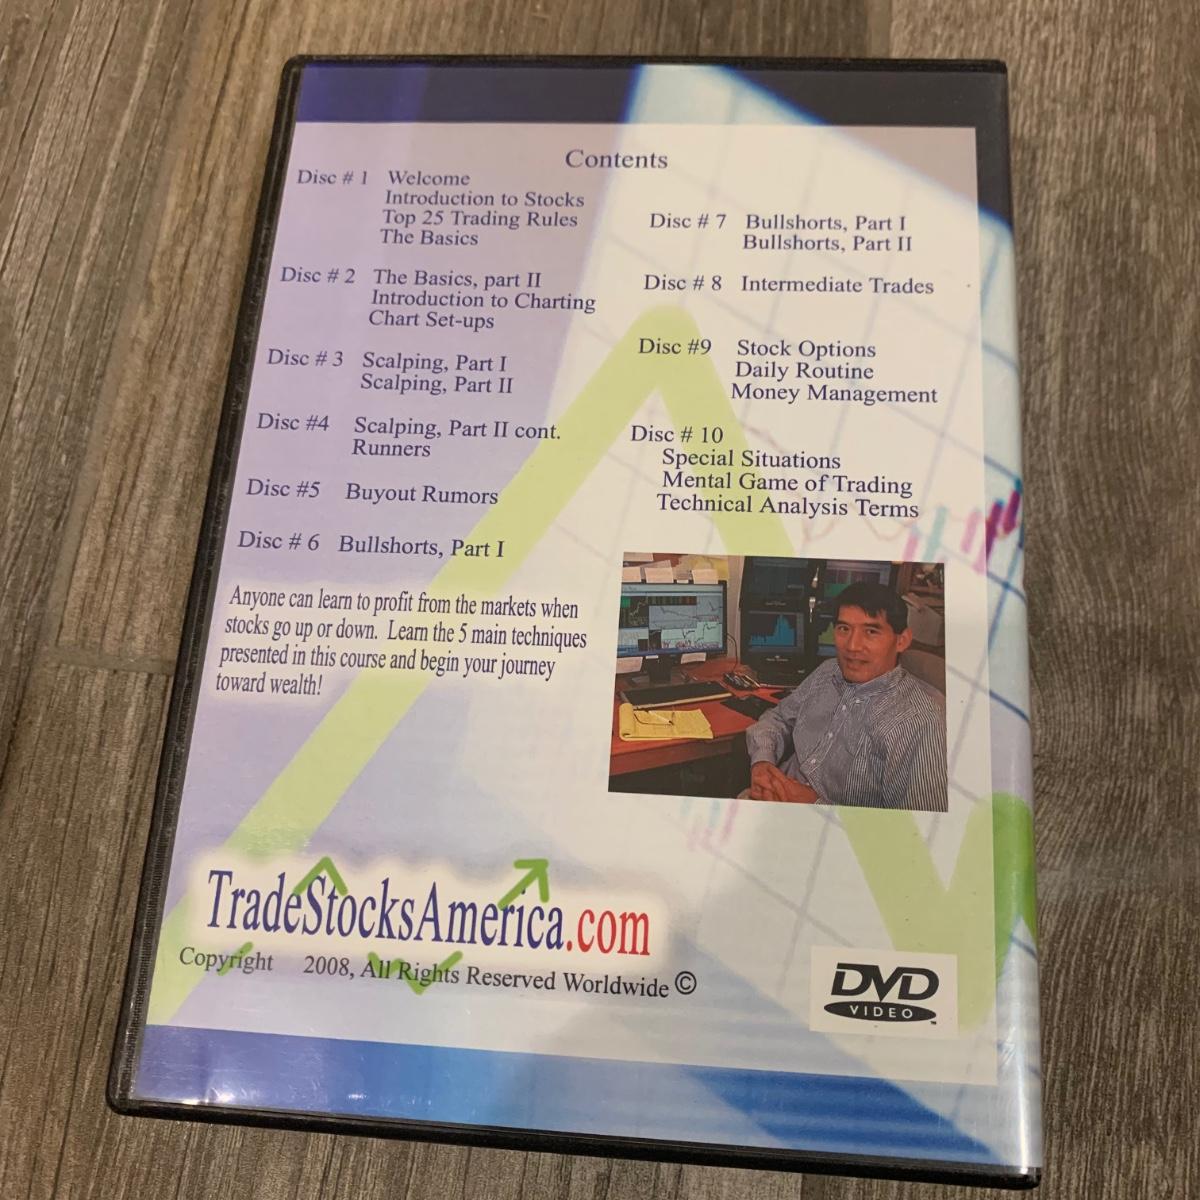 Contents
Disc # 1 Welcome
Introduction to Stocks
Top 25 Trading Rules
The Basics
Disc # 2 The Basics, part II
Introduction to Charting
Chart Set-ups
Disc # 3 Scalping, Part I
Scalping, Part II
Disc #4 Scalping, Part II cont.
Runners
Disc #5 Buyout Rumors
Disc # 6 Bullshorts, Part I
Disc # 7 Bullshorts, Part I
Bullshorts, Part II
Disc # 8 Intermediate Trades
Disc #9 Stock Options
Daily Routine
Money Management
Disc # 10
Special Situations
Mental Game of Trading
Technical Analysis Terms
Anyone can learn to profit from the markets when
stocks go up or down. Learn the 5 main techniques
presented in this course and begin your journey
toward wealth!
TradeStocksAmerica.com
Copyright 2008, All Rights Reserved Worldwide ©
DVD
VIDEO